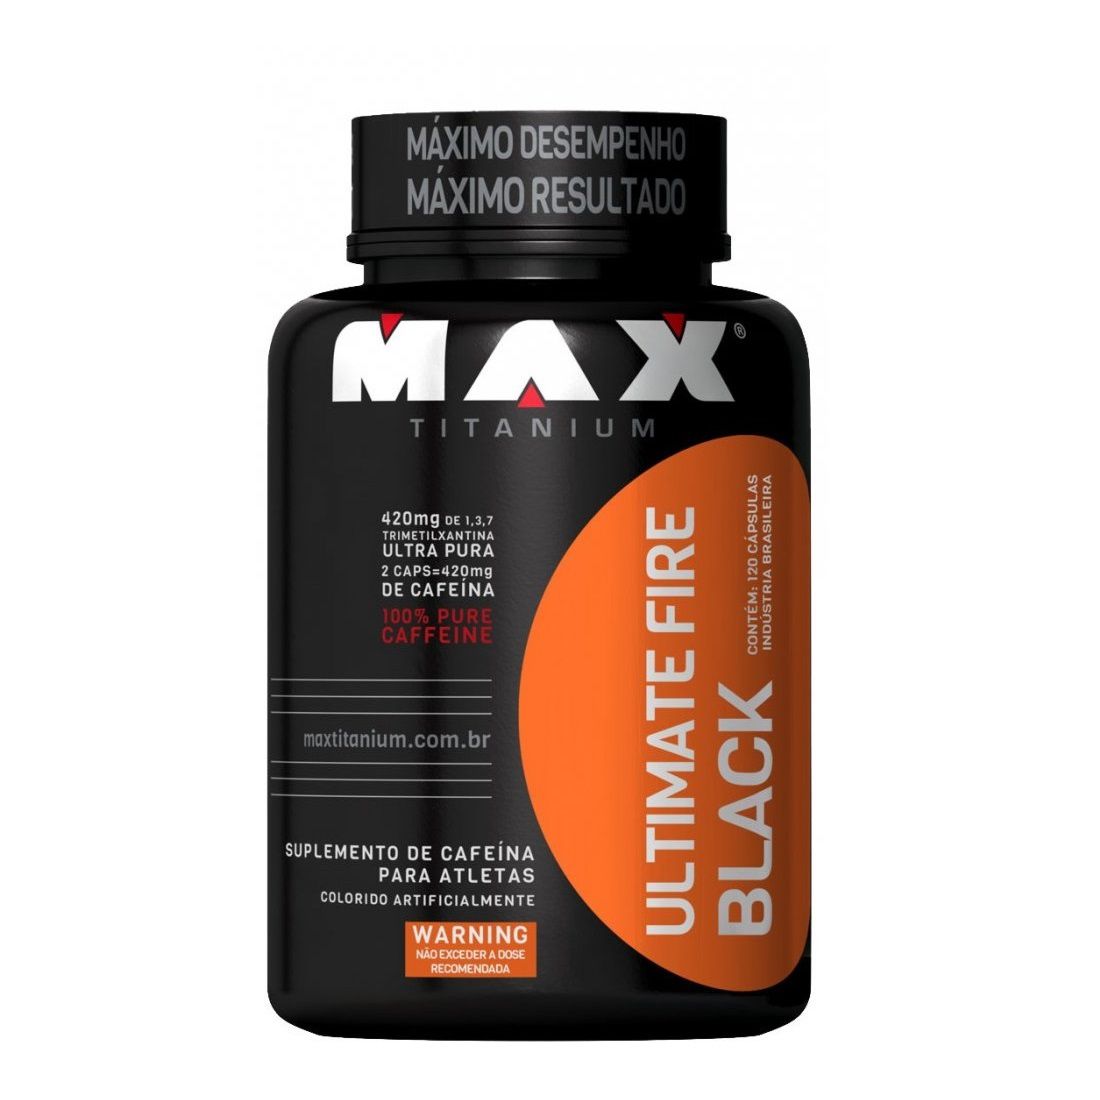 MÁXIMO DESEMPENHO
MÁXIMO RESULTADO
MAX®
TITANIUM
420mg DE 1,3,7
TRIMETILXANTINA
ULTRA PURA
2 CAPS=420mg
DE CAFEÍNA
100% PURE
CAFFEINE
maxtitanium.com.br
SUPLEMENTO DE CAFEÍNA
PARA ATLETAS
COLORIDO ARTIFICIALMENTE
WARNING
NÃO EXCEDER A DOSE
RECOMENDADA
ULTIMATE FIRE
BLACK
CONTÉM: 120 CÁPSULAS
INDÚSTRIA BRASILEIRA